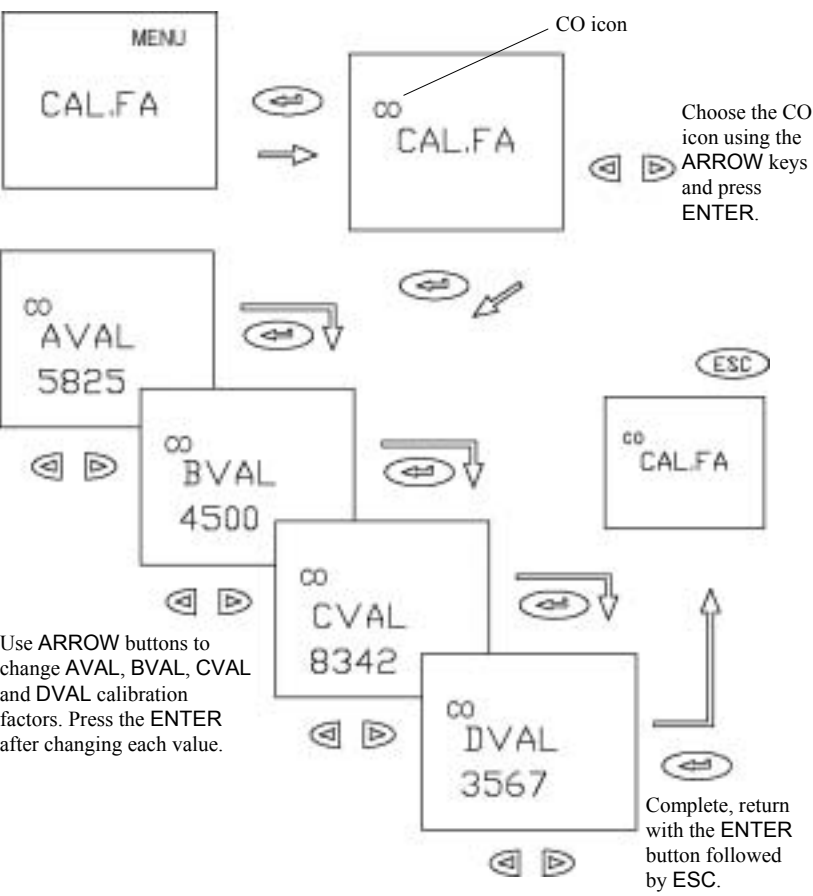 MENU
CAL.FA
CO icon
CO
CAL.FA
Choose the CO
icon using the
ARROW keys
and press
ENTER.
CO
AVAL
5825
CO
BVAL
4500
CO
CVAL
8342
CO
DVAL
3567
Use ARROW buttons to
change AVAL, BVAL, CVAL
and DVAL calibration
factors. Press the ENTER
after changing each value.
ESC
CO
CAL.FA
Complete, return
with the ENTER
button followed
by ESC.